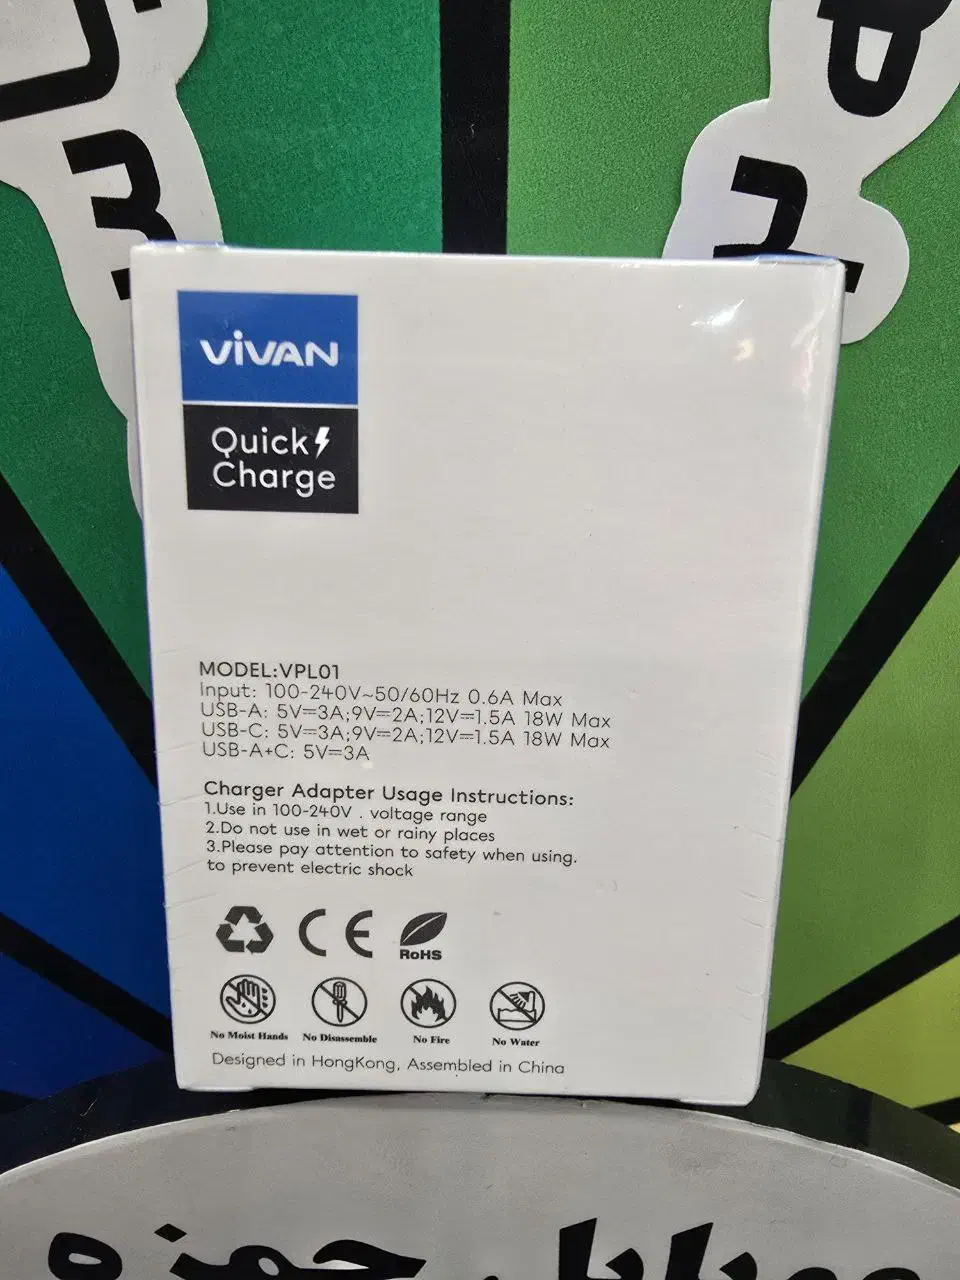 VIVAN
Quick
Charge
MODEL:VPL01
Input: 100-240V~50/60Hz 0.6A Max
USB-A: 5V⎓3A;9V⎓2A;12V⎓1.5A 18W Max
USB-C: 5V⎓3A;9V⎓2A;12V⎓1.5A 18W Max
USB-A+C: 5V⎓3A
Charger Adapter Usage Instructions:
1.Use in 100-240V . voltage range
2.Do not use in wet or rainy places
3.Please pay attention to safety when using.
to prevent electric shock
CE
RoHS
No Moist Hands No Disassemble No Fire No Water
Designed in HongKong, Assembled in China
موبایل حمزه